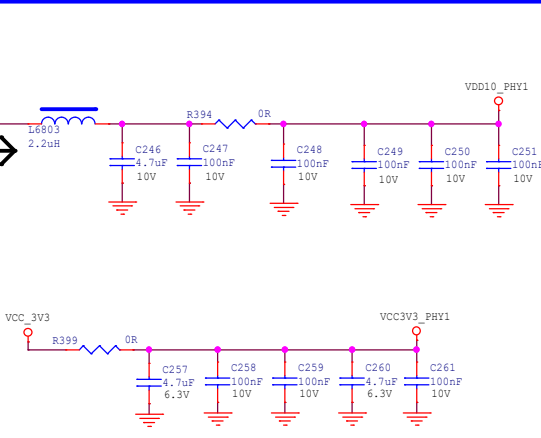 VDD10_PHY1
R394 0R
L6803
2.2uH
C246
4.7uF
10V
C247
100nF
10V
C248
100nF
10V
C249
100nF
10V
C250
100nF
10V
C251
100nF
10V
VCC_3V3
VCC3V3_PHY1
R399 0R
C257
4.7uF
6.3V
C258
100nF
10V
C259
100nF
10V
C260
4.7uF
6.3V
C261
100nF
10V